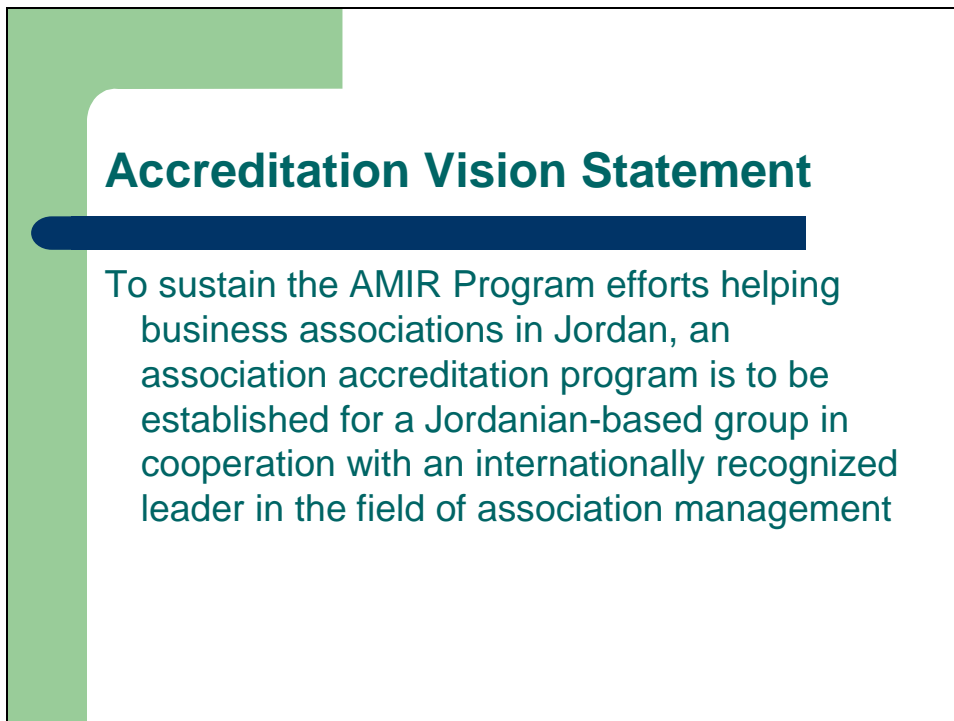 Accreditation Vision Statement
To sustain the AMIR Program efforts helping
business associations in Jordan, an
association accreditation program is to be
established for a Jordanian-based group in
cooperation with an internationally recognized
leader in the field of association management